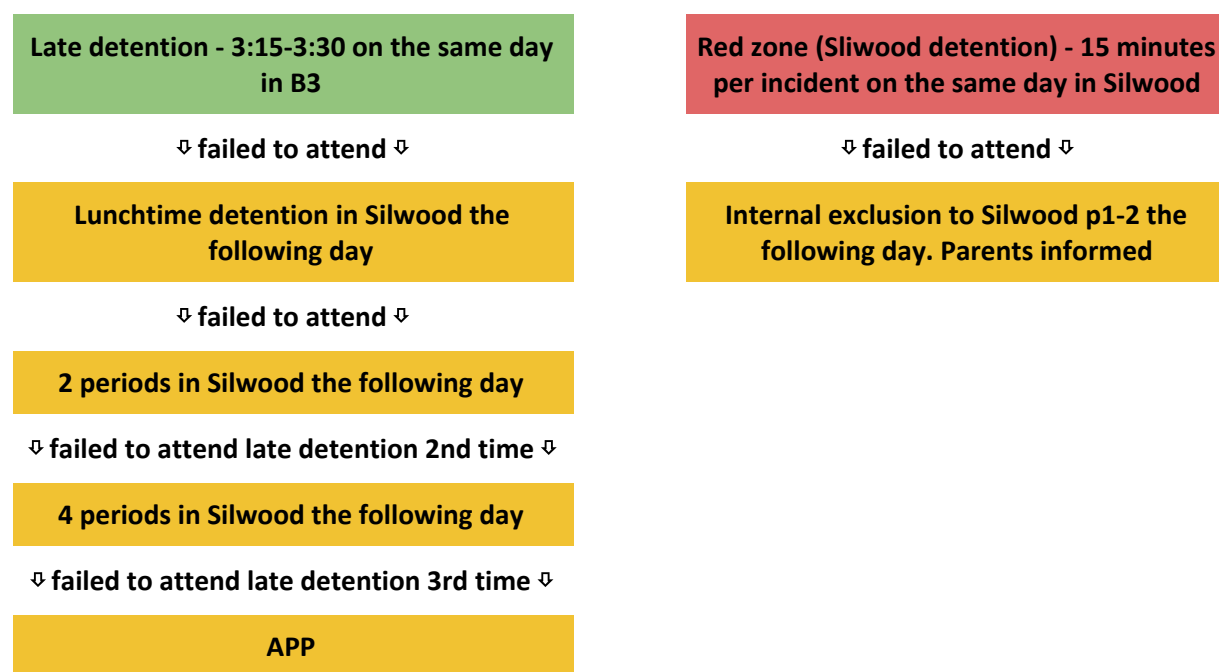 Late detention - 3:15-3:30 on the same day
in B3
⇩ failed to attend ⇩
Lunchtime detention in Silwood the
following day
⇩ failed to attend ⇩
2 periods in Silwood the following day
⇩ failed to attend late detention 2nd time ⇩
4 periods in Silwood the following day
⇩ failed to attend late detention 3rd time ⇩
APP
Red zone (Sliwood detention) - 15 minutes
per incident on the same day in Silwood
⇩ failed to attend ⇩
Internal exclusion to Silwood p1-2 the
following day. Parents informed